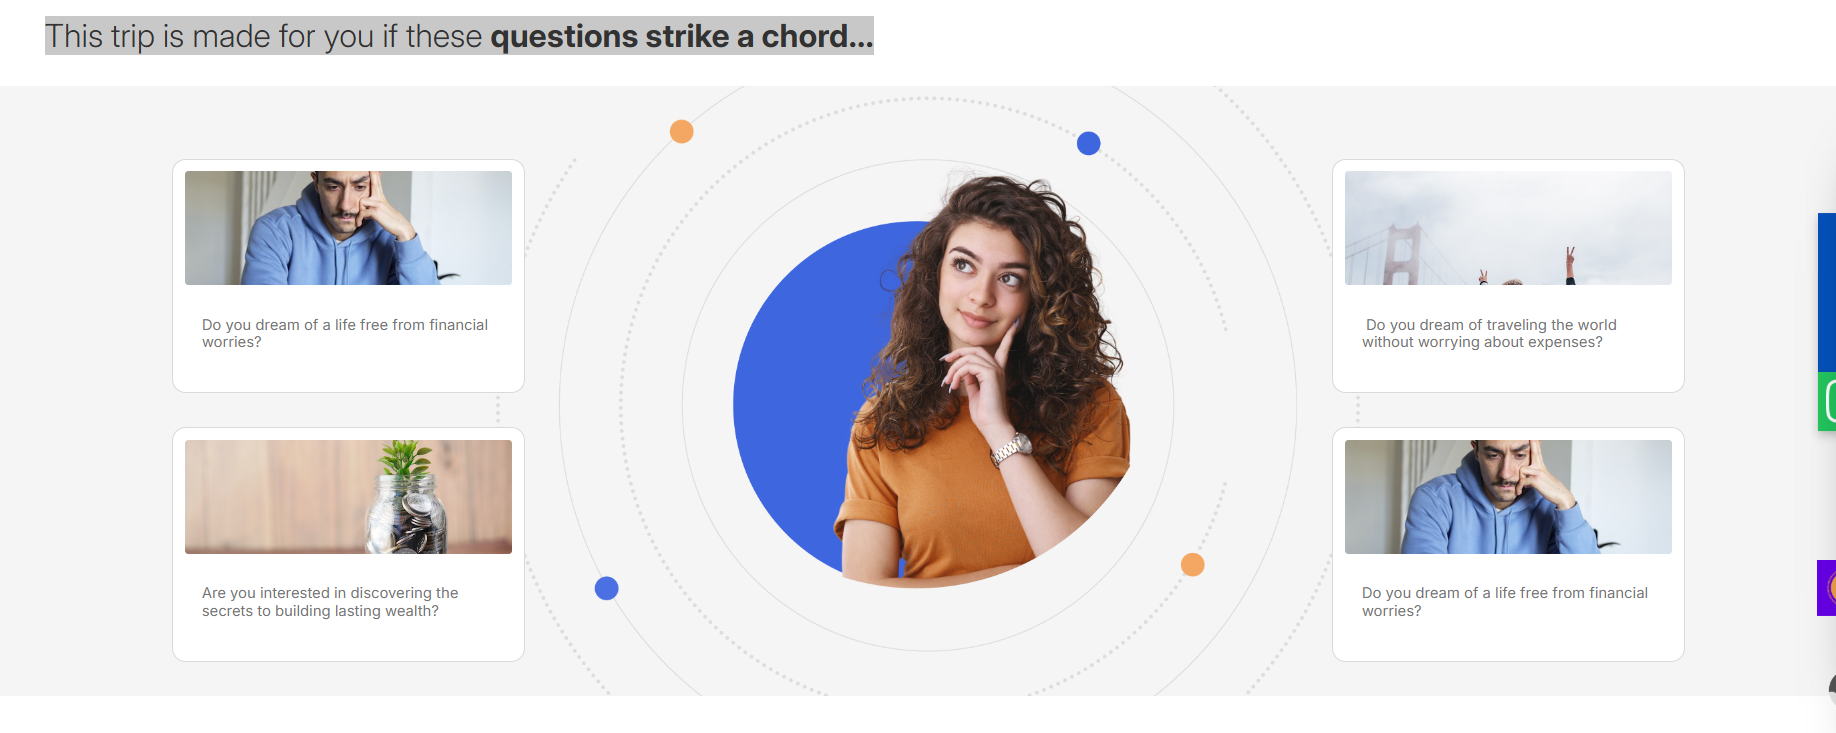 This trip is made for you if these questions strike a chord...
Do you dream of a life free from financial
worries?
Do you dream of traveling the world
without worrying about expenses?
Are you interested in discovering the
secrets to building lasting wealth?
Do you dream of a life free from financial
worries?